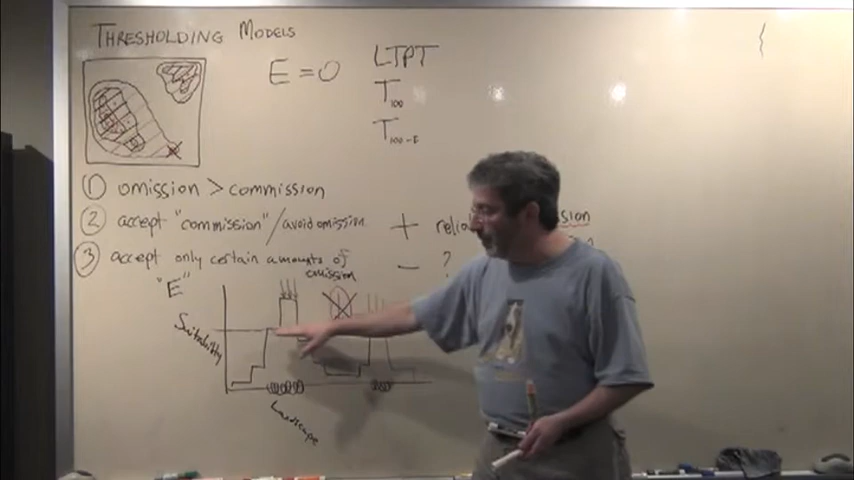 THRESHOLDING MODELS
E = 0
LTPT
T100
T100-E
① omission > commission
② accept "commission" / avoid omission
+
③ accept only certain amounts of omission
- ?
"E"
Suitability
Landscape